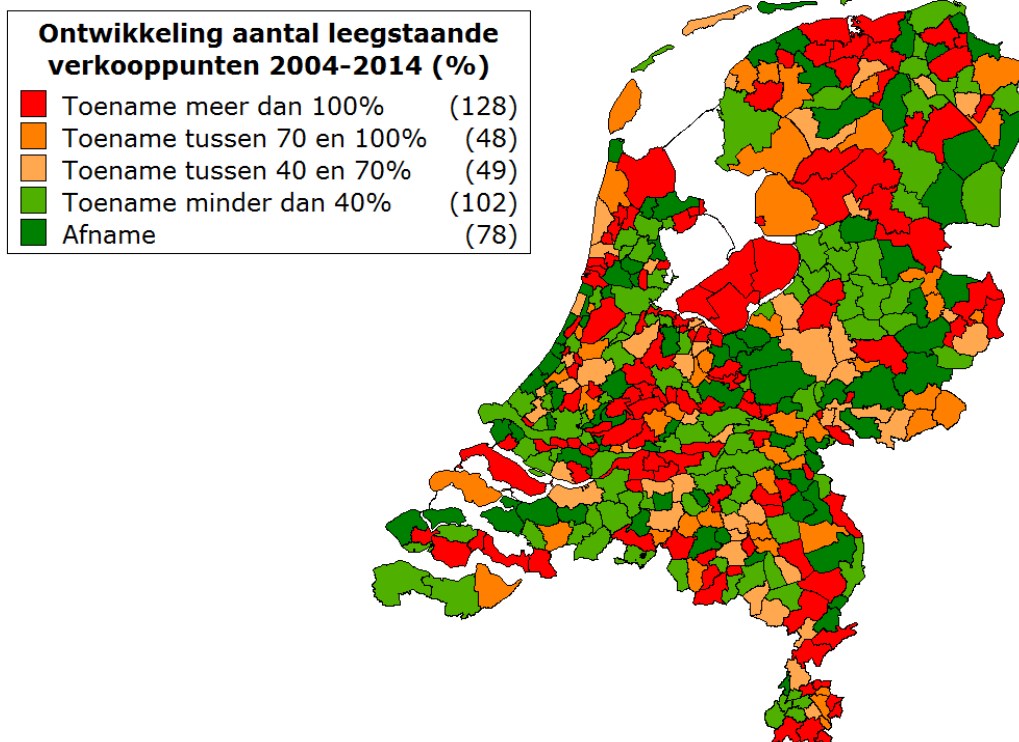 Ontwikkeling aantal leegstaande
verkooppunten 2004-2014 (%)
Toename meer dan 100% (128)
Toename tussen 70 en 100% (48)
Toename tussen 40 en 70% (49)
Toename minder dan 40% (102)
Afname (78)